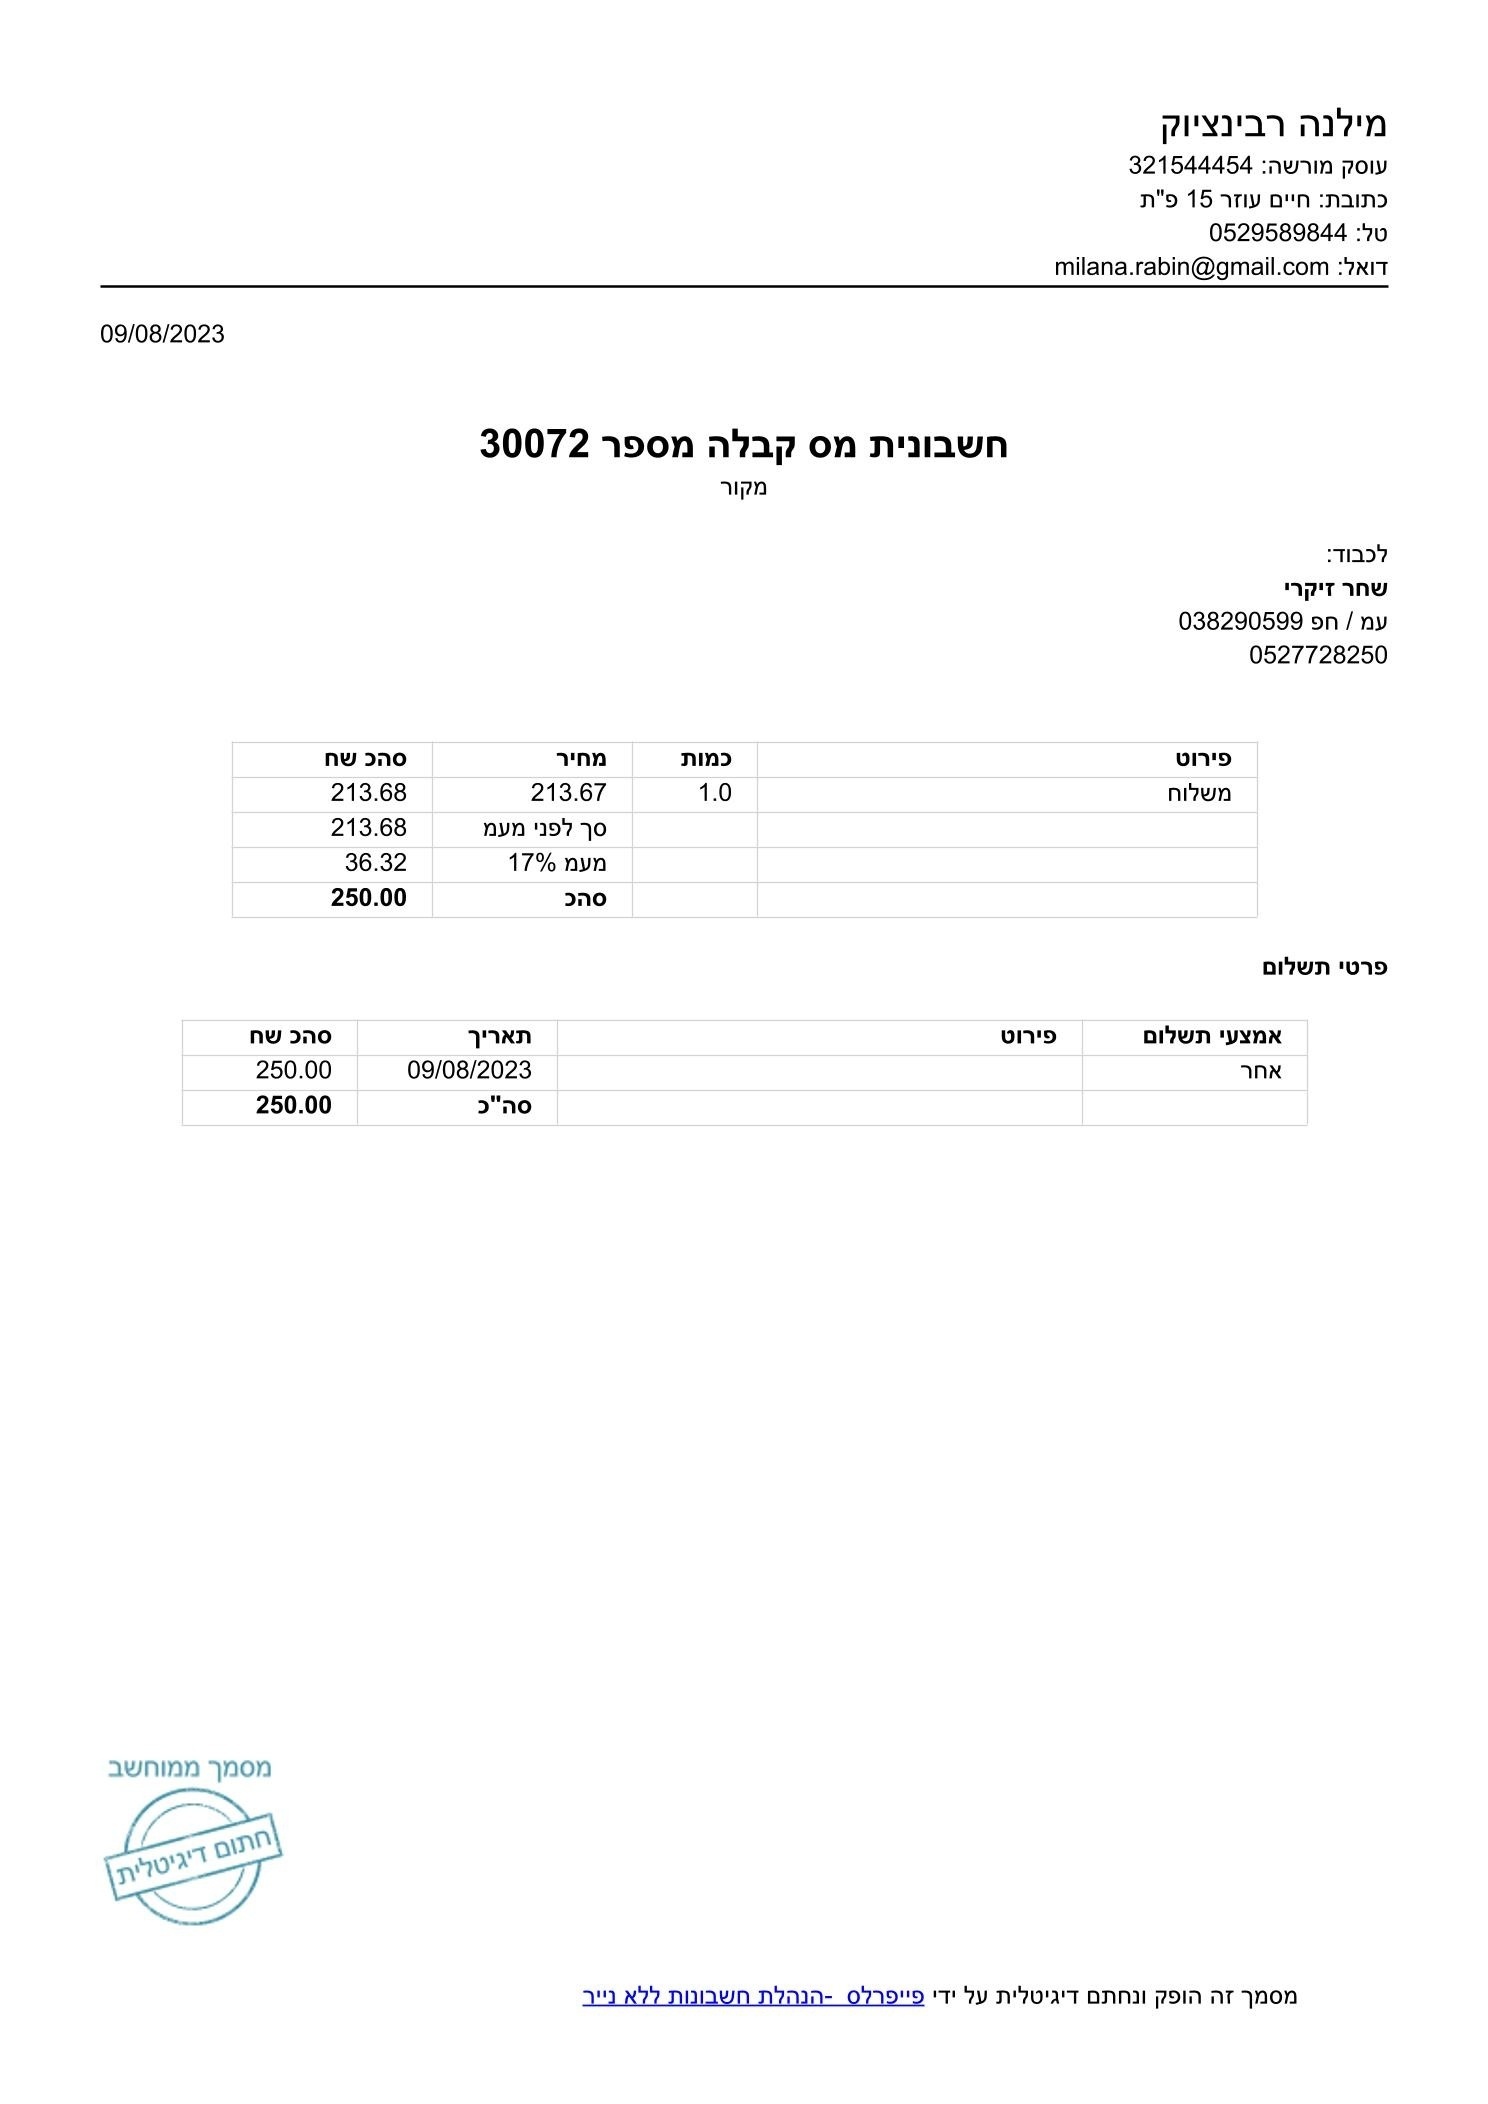 מילנה רבינציוק
עוסק מורשה: 321544454
כתובת: חיים עוזר 15 פ"ת
טל: 0529589844
דואל: milana.rabin@gmail.com
09/08/2023
חשבונית מס קבלה מספר 30072
מקור
לכבוד:
שחר זיקרי
עמ / חפ 038290599
0527728250
פירוט כמות מחיר סהכ שח
משלוח 1.0 213.67 213.68
סך לפני מעמ 213.68
מעמ 17% 36.32
סהכ 250.00
פרטי תשלום
אמצעי תשלום פירוט תאריך סהכ שח
אחר 09/08/2023 250.00
סה"כ 250.00
מסמך ממוחשב
חתום דיגיטלית
מסמך זה הופק ונחתם דיגיטלית על ידי פייפרלס -הנהלת חשבונות ללא נייר